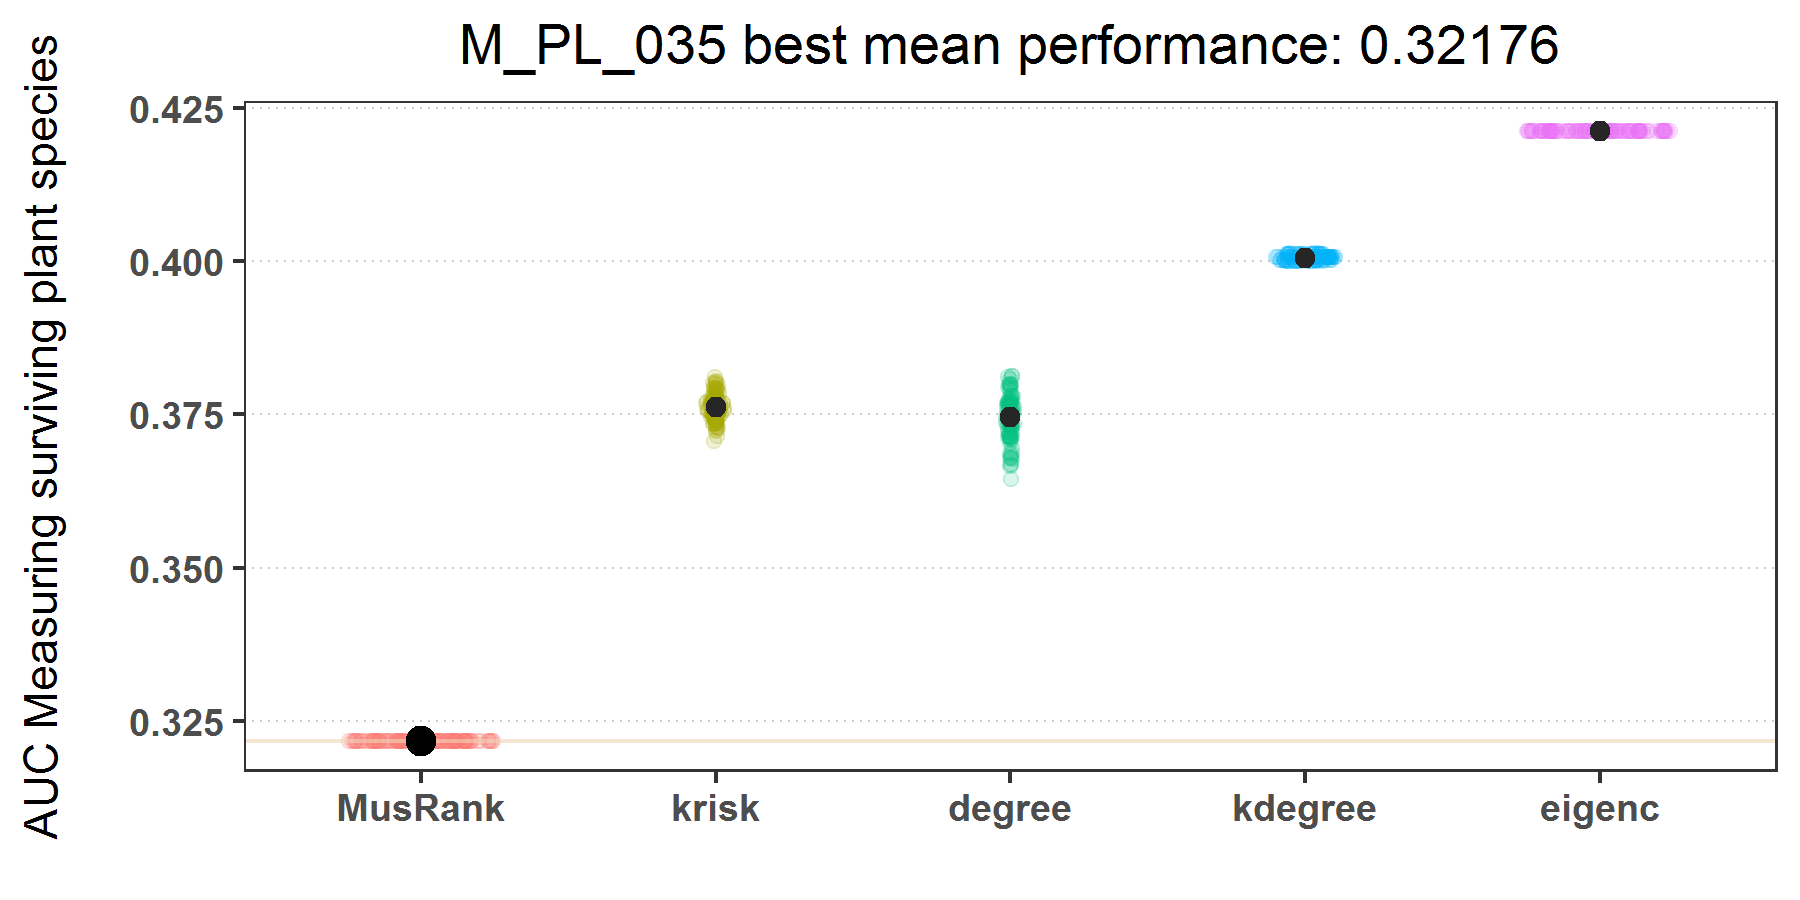 M_PL_035 best mean performance: 0.32176
AUC Measuring surviving plant species
0.425
0.400
0.375
0.350
0.325
MusRank krisk degree kdegree eigenc